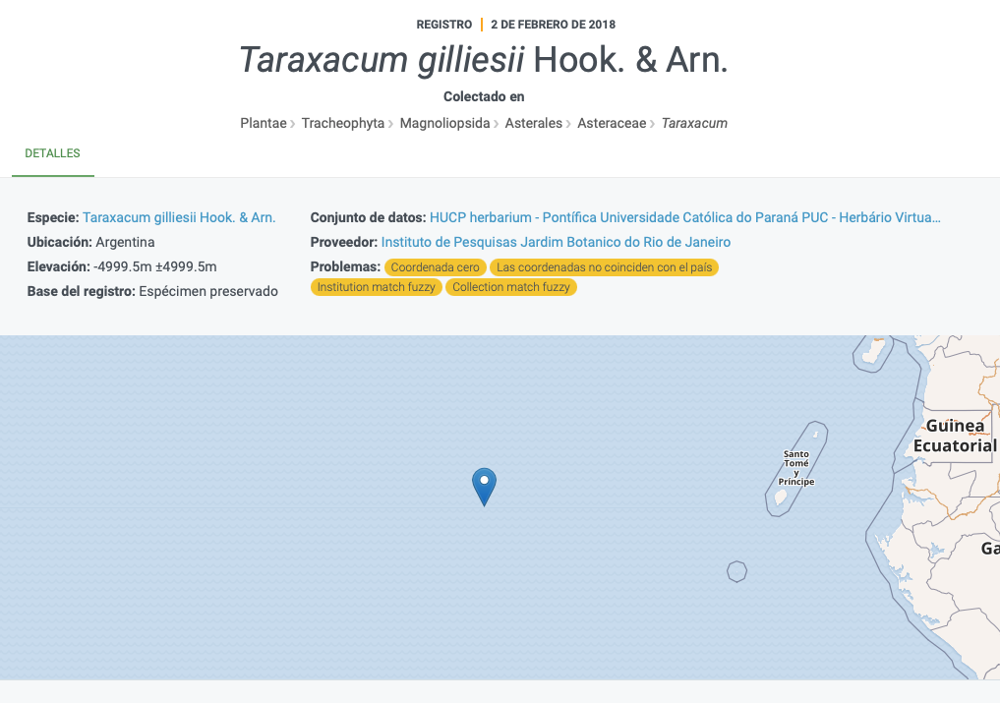 REGISTRO | 2 DE FEBRERO DE 2018
Taraxacum gilliesii Hook. & Arn.
Colectado en
Plantae › Tracheophyta › Magnoliopsida › Asterales › Asteraceae › Taraxacum
DETALLES
Especie: Taraxacum gilliesii Hook. & Arn.
Ubicación: Argentina
Elevación: -4999.5m ±4999.5m
Base del registro: Espécimen preservado
Conjunto de datos: HUCP herbarium - Pontífica Universidade Católica do Paraná PUC - Herbário Virtua...
Proveedor: Instituto de Pesquisas Jardim Botanico do Rio de Janeiro
Problemas: Coordenada cero Las coordenadas no coinciden con el país
Institution match fuzzy Collection match fuzzy
Guinea
Ecuatorial
Santo
Tomé
y
Príncipe
Ga